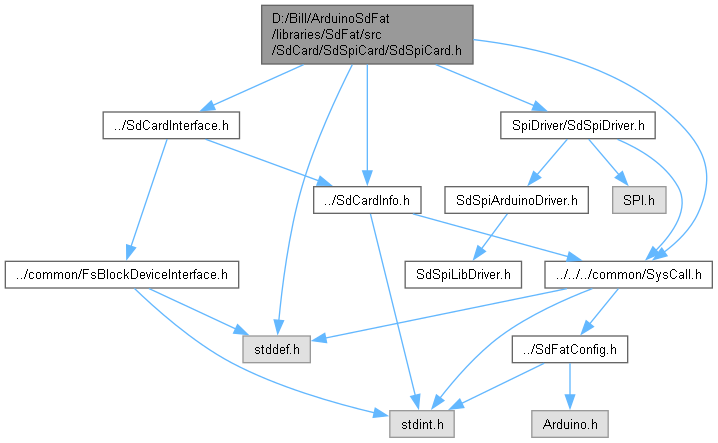 D:/Bill/ArduinoSdFat
/libraries/SdFat/src
/SdCard/SdSpiCard/SdSpiCard.h
../SdCardInterface.h
SpiDriver/SdSpiDriver.h
../SdCardInfo.h
SdSpiArduinoDriver.h
SPI.h
../common/FsBlockDeviceInterface.h
SdSpiLibDriver.h
../../../common/SysCall.h
stddef.h
../SdFatConfig.h
stdint.h
Arduino.h